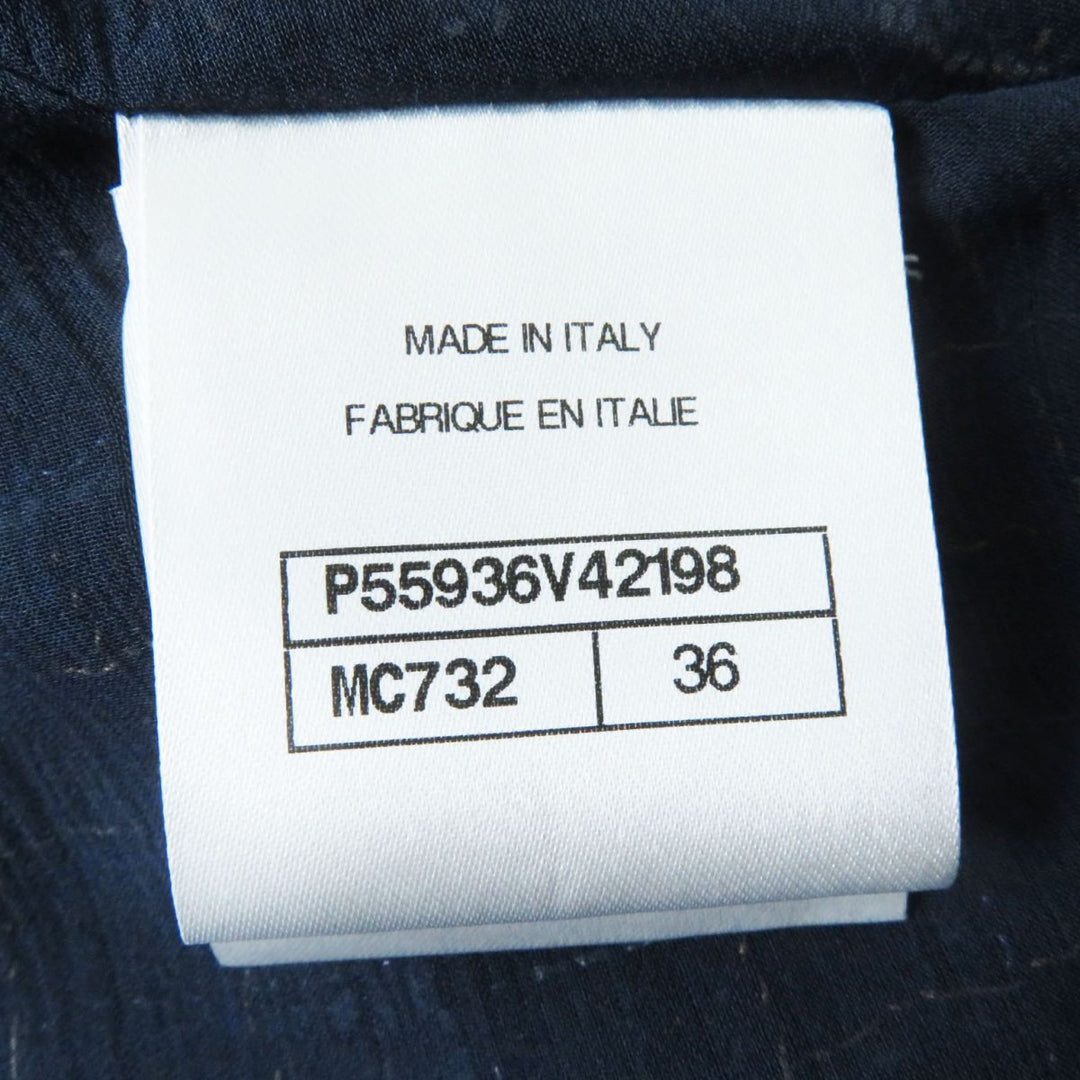 MADE IN ITALY
FABRIQUE EN ITALIE
P55936V42198
MC732 36